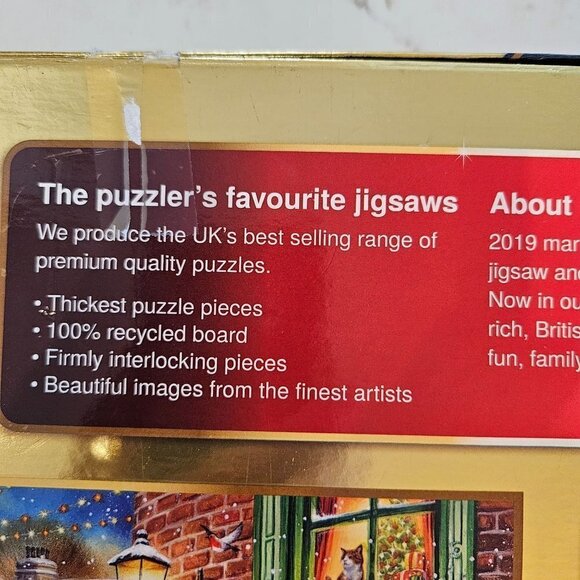 The puzzler's favourite jigsaws
We produce the UK's best selling range of
premium quality puzzles.
• Thickest puzzle pieces
• 100% recycled board
• Firmly interlocking pieces
• Beautiful images from the finest artists
About
2019 mar
jigsaw and
Now in ou
rich, Britis
fun, family